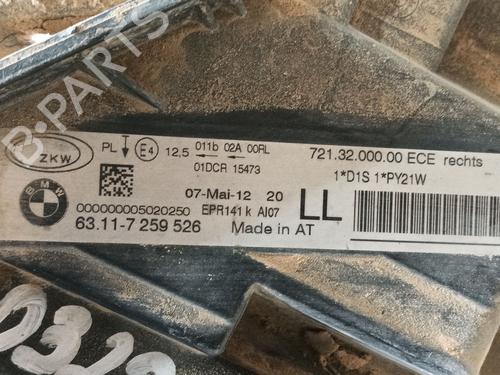 B-PARTS
ZKW
PL E4 12,5 011b 02A 00RL
01DCR 15473
721.32.000.00 ECE rechts
1*D1S 1*PY21W
BMW
07-Mai-12 20
000000005020250 EPR141 k AI07
LL
63.11-7 259 526 Made in AT